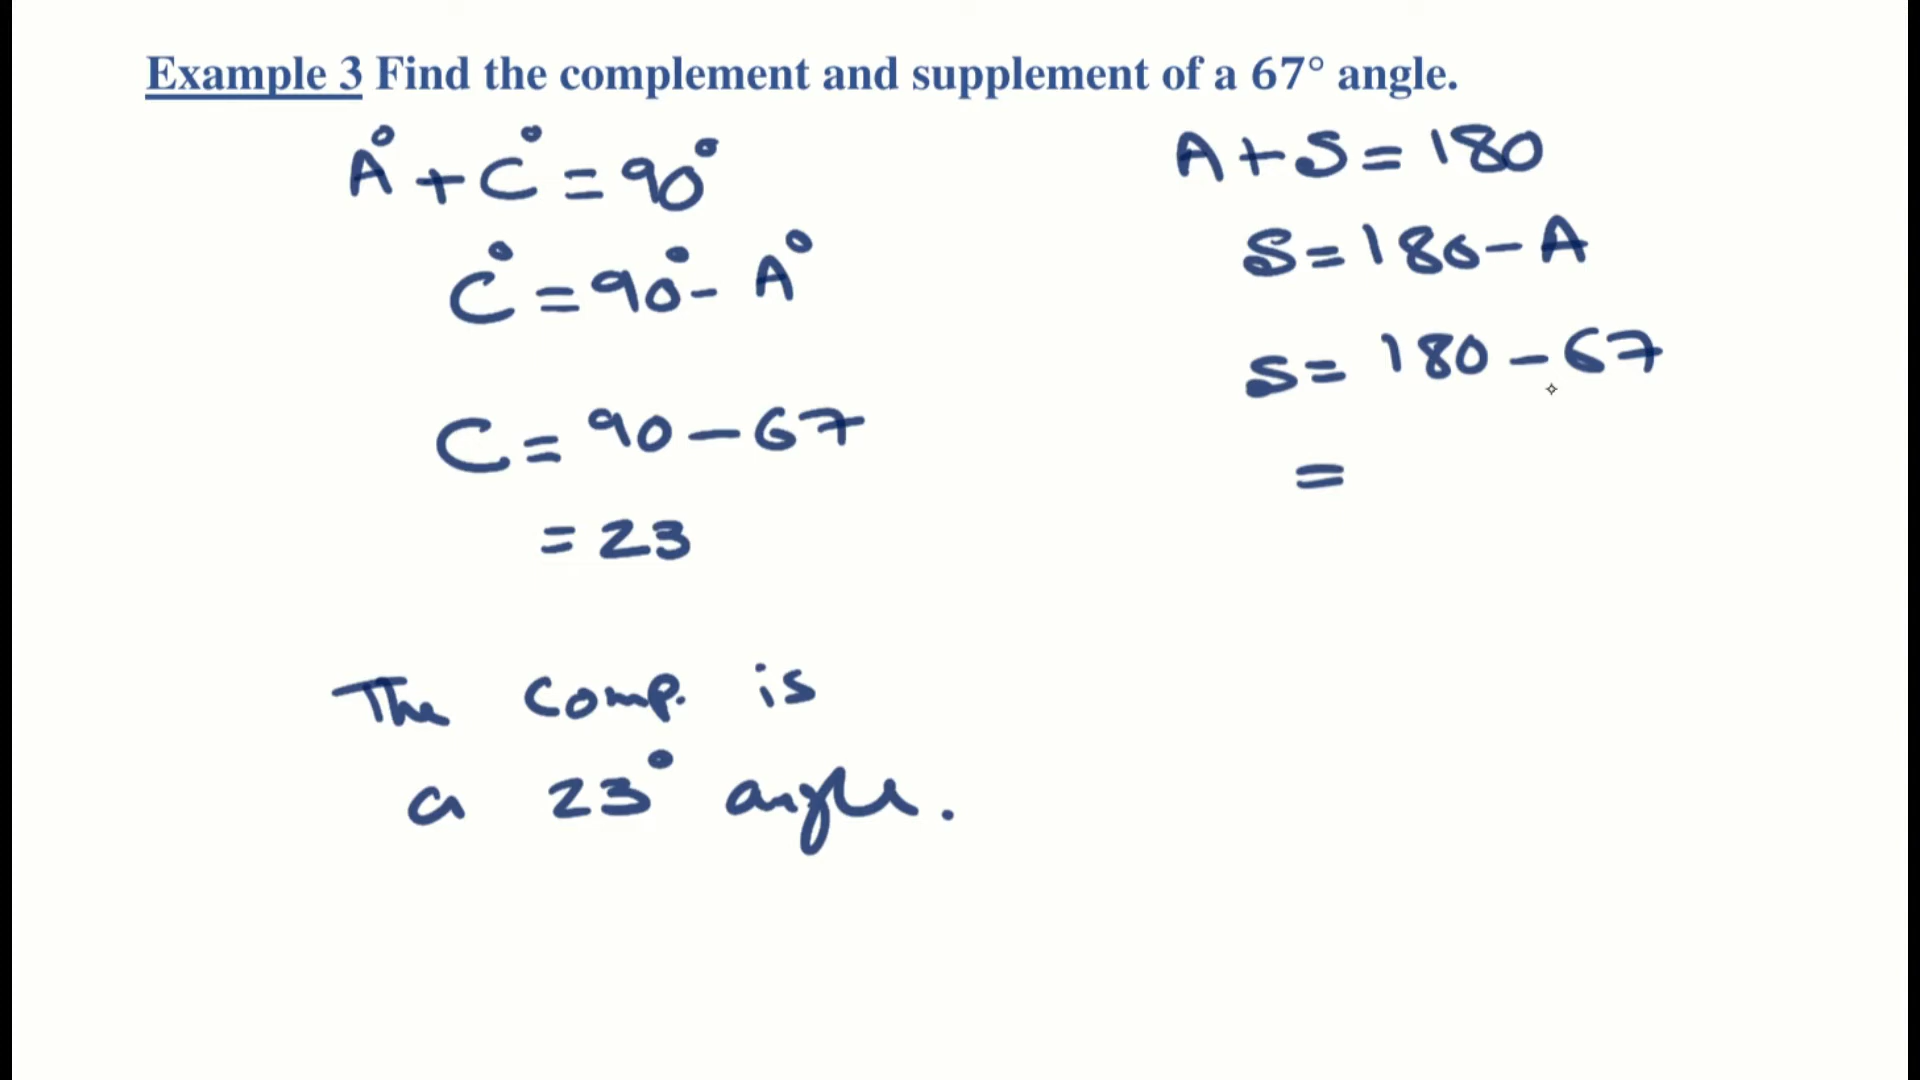 Example 3 Find the complement and supplement of a 67° angle.
A° + C° = 90°
C° = 90° - A°
C = 90 - 67
= 23
The comp. is
a 23° angle.
A + S = 180
S = 180 - A
S = 180 - 67
=